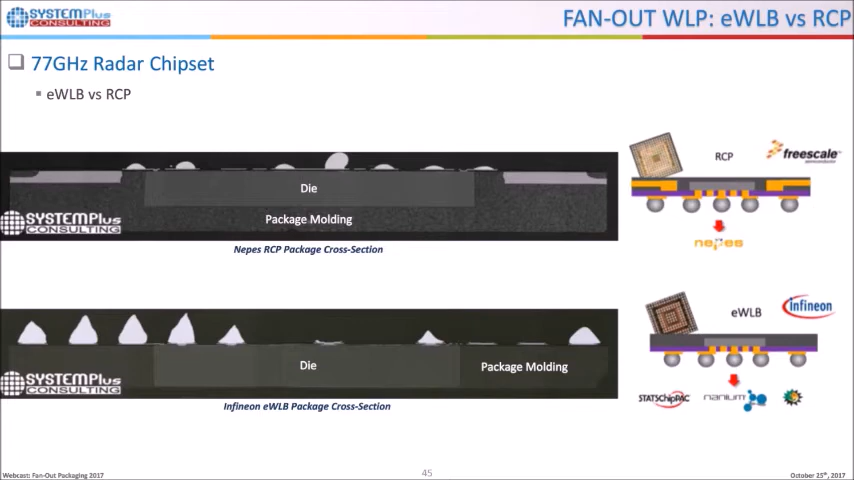 SYSTEMPlus
CONSULTING
FAN-OUT WLP: eWLB vs RCP
77GHz Radar Chipset
eWLB vs RCP
Die
Package Molding
SYSTEMPlus
CONSULTING
Nepes RCP Package Cross-Section
RCP
freescale
semiconductor
nepes
Die
Package Molding
SYSTEMPlus
CONSULTING
Infineon eWLB Package Cross-Section
eWLB
infineon
STATSChipPAC
nanium
Webcast: Fan-Out Packaging 2017
45
October 25th, 2017